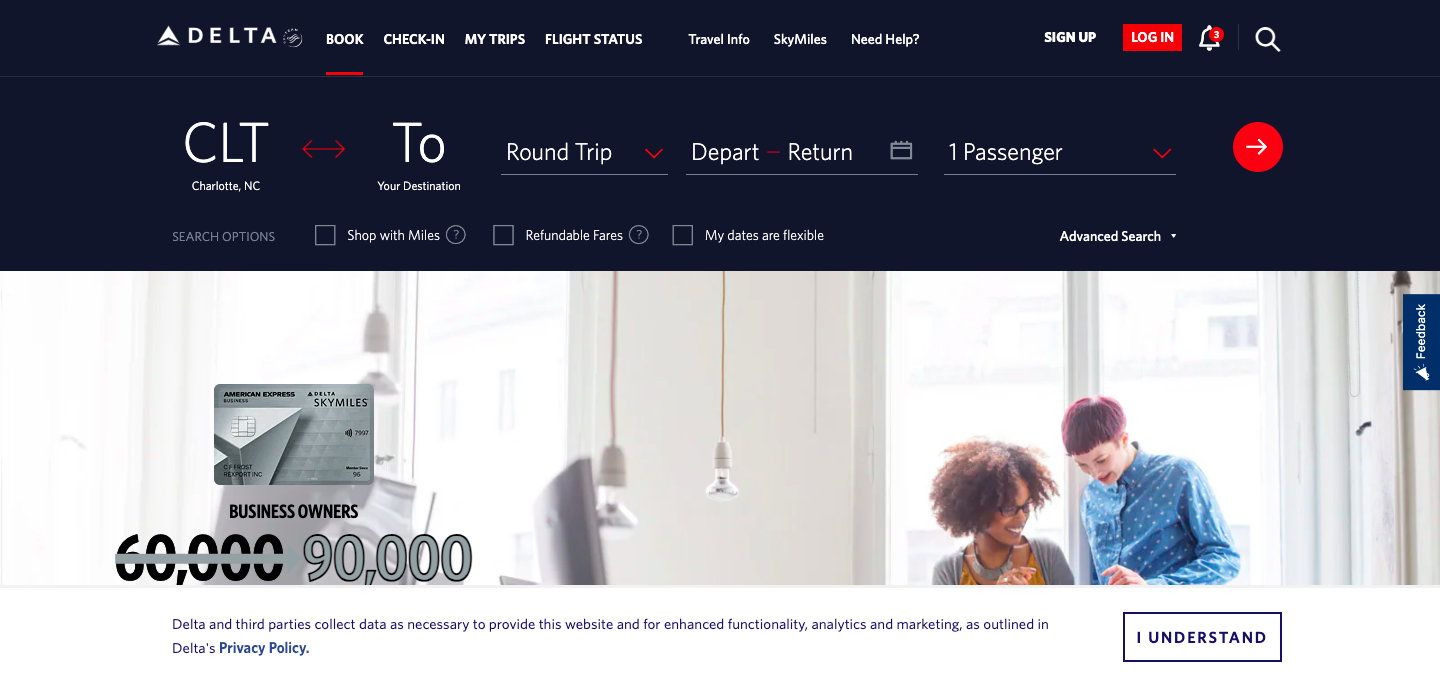 DELTA
BOOK CHECK-IN MY TRIPS FLIGHT STATUS Travel Info SkyMiles Need Help? SIGN UP LOG IN 3
CLT To Round Trip Depart – Return 1 Passenger
Charlotte, NC Your Destination
SEARCH OPTIONS Shop with Miles ? Refundable Fares ? My dates are flexible Advanced Search
Feedback
AMERICAN EXPRESS DELTA
BUSINESS SKYMILES
7997
C F FROST Member Since
REXPORT INC 96
BUSINESS OWNERS
60,000 90,000
Delta and third parties collect data as necessary to provide this website and for enhanced functionality, analytics and marketing, as outlined in
Delta's Privacy Policy.
I UNDERSTAND